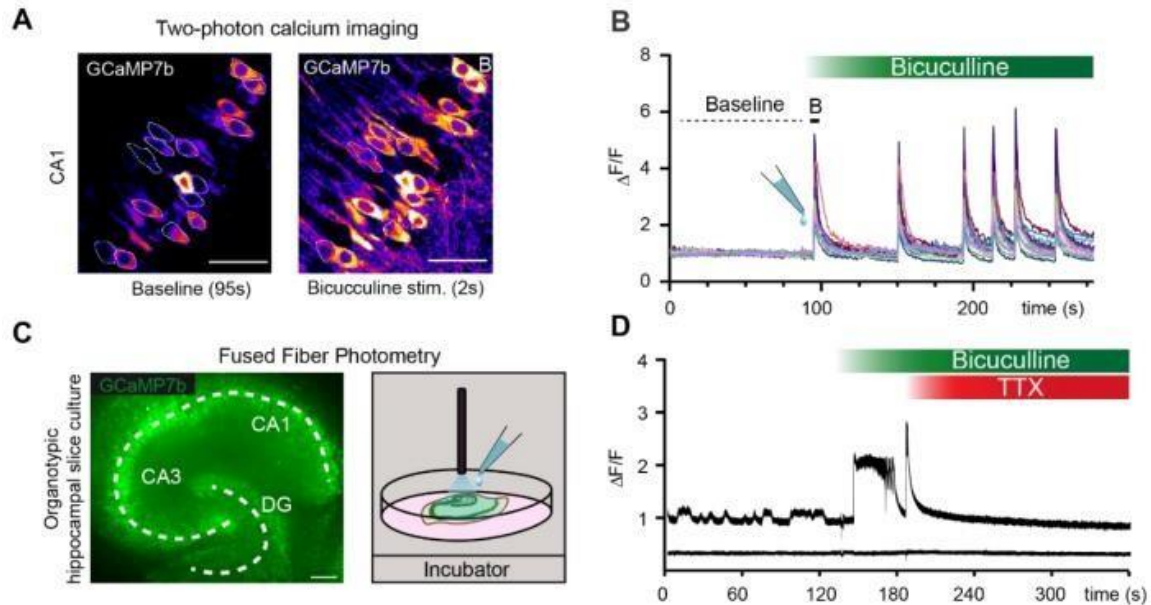 A
Two-photon calcium imaging
GCaMP7b
GCaMP7b
B
CA1
Baseline (95s)
Bicucculine stim. (2s)
B
8
6
4
2
0
ΔF/F
Bicuculline
Baseline
B
0
100
200
time (s)
C
Fused Fiber Photometry
GCaMP7b
CA1
CA3
DG
Organotypic
hippocampal slice culture
Incubator
D
4
3
2
1
ΔF/F
Bicuculline
TTX
0
60
120
180
240
300
time (s)